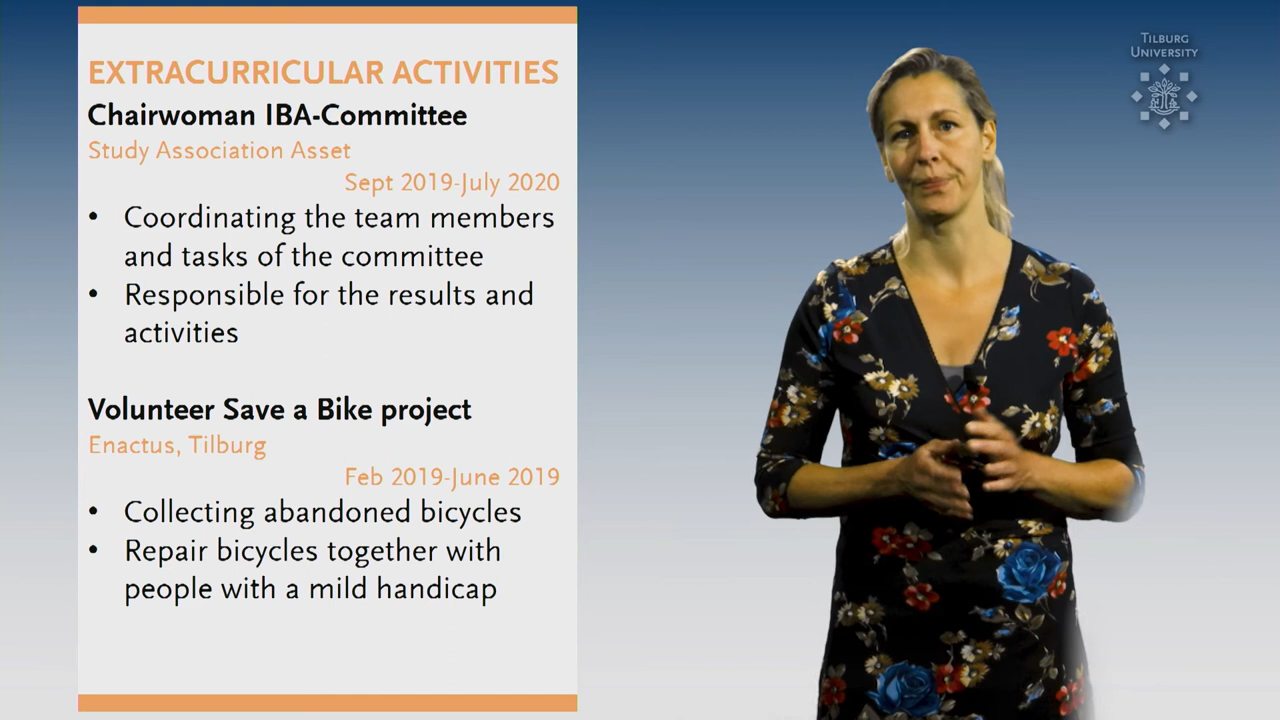 EXTRACURRICULAR ACTIVITIES
Chairwoman IBA-Committee
Study Association Asset
Sept 2019-July 2020
• Coordinating the team members
and tasks of the committee
• Responsible for the results and
activities
Volunteer Save a Bike project
Enactus, Tilburg
Feb 2019-June 2019
• Collecting abandoned bicycles
• Repair bicycles together with
people with a mild handicap
TILBURG
UNIVERSITY